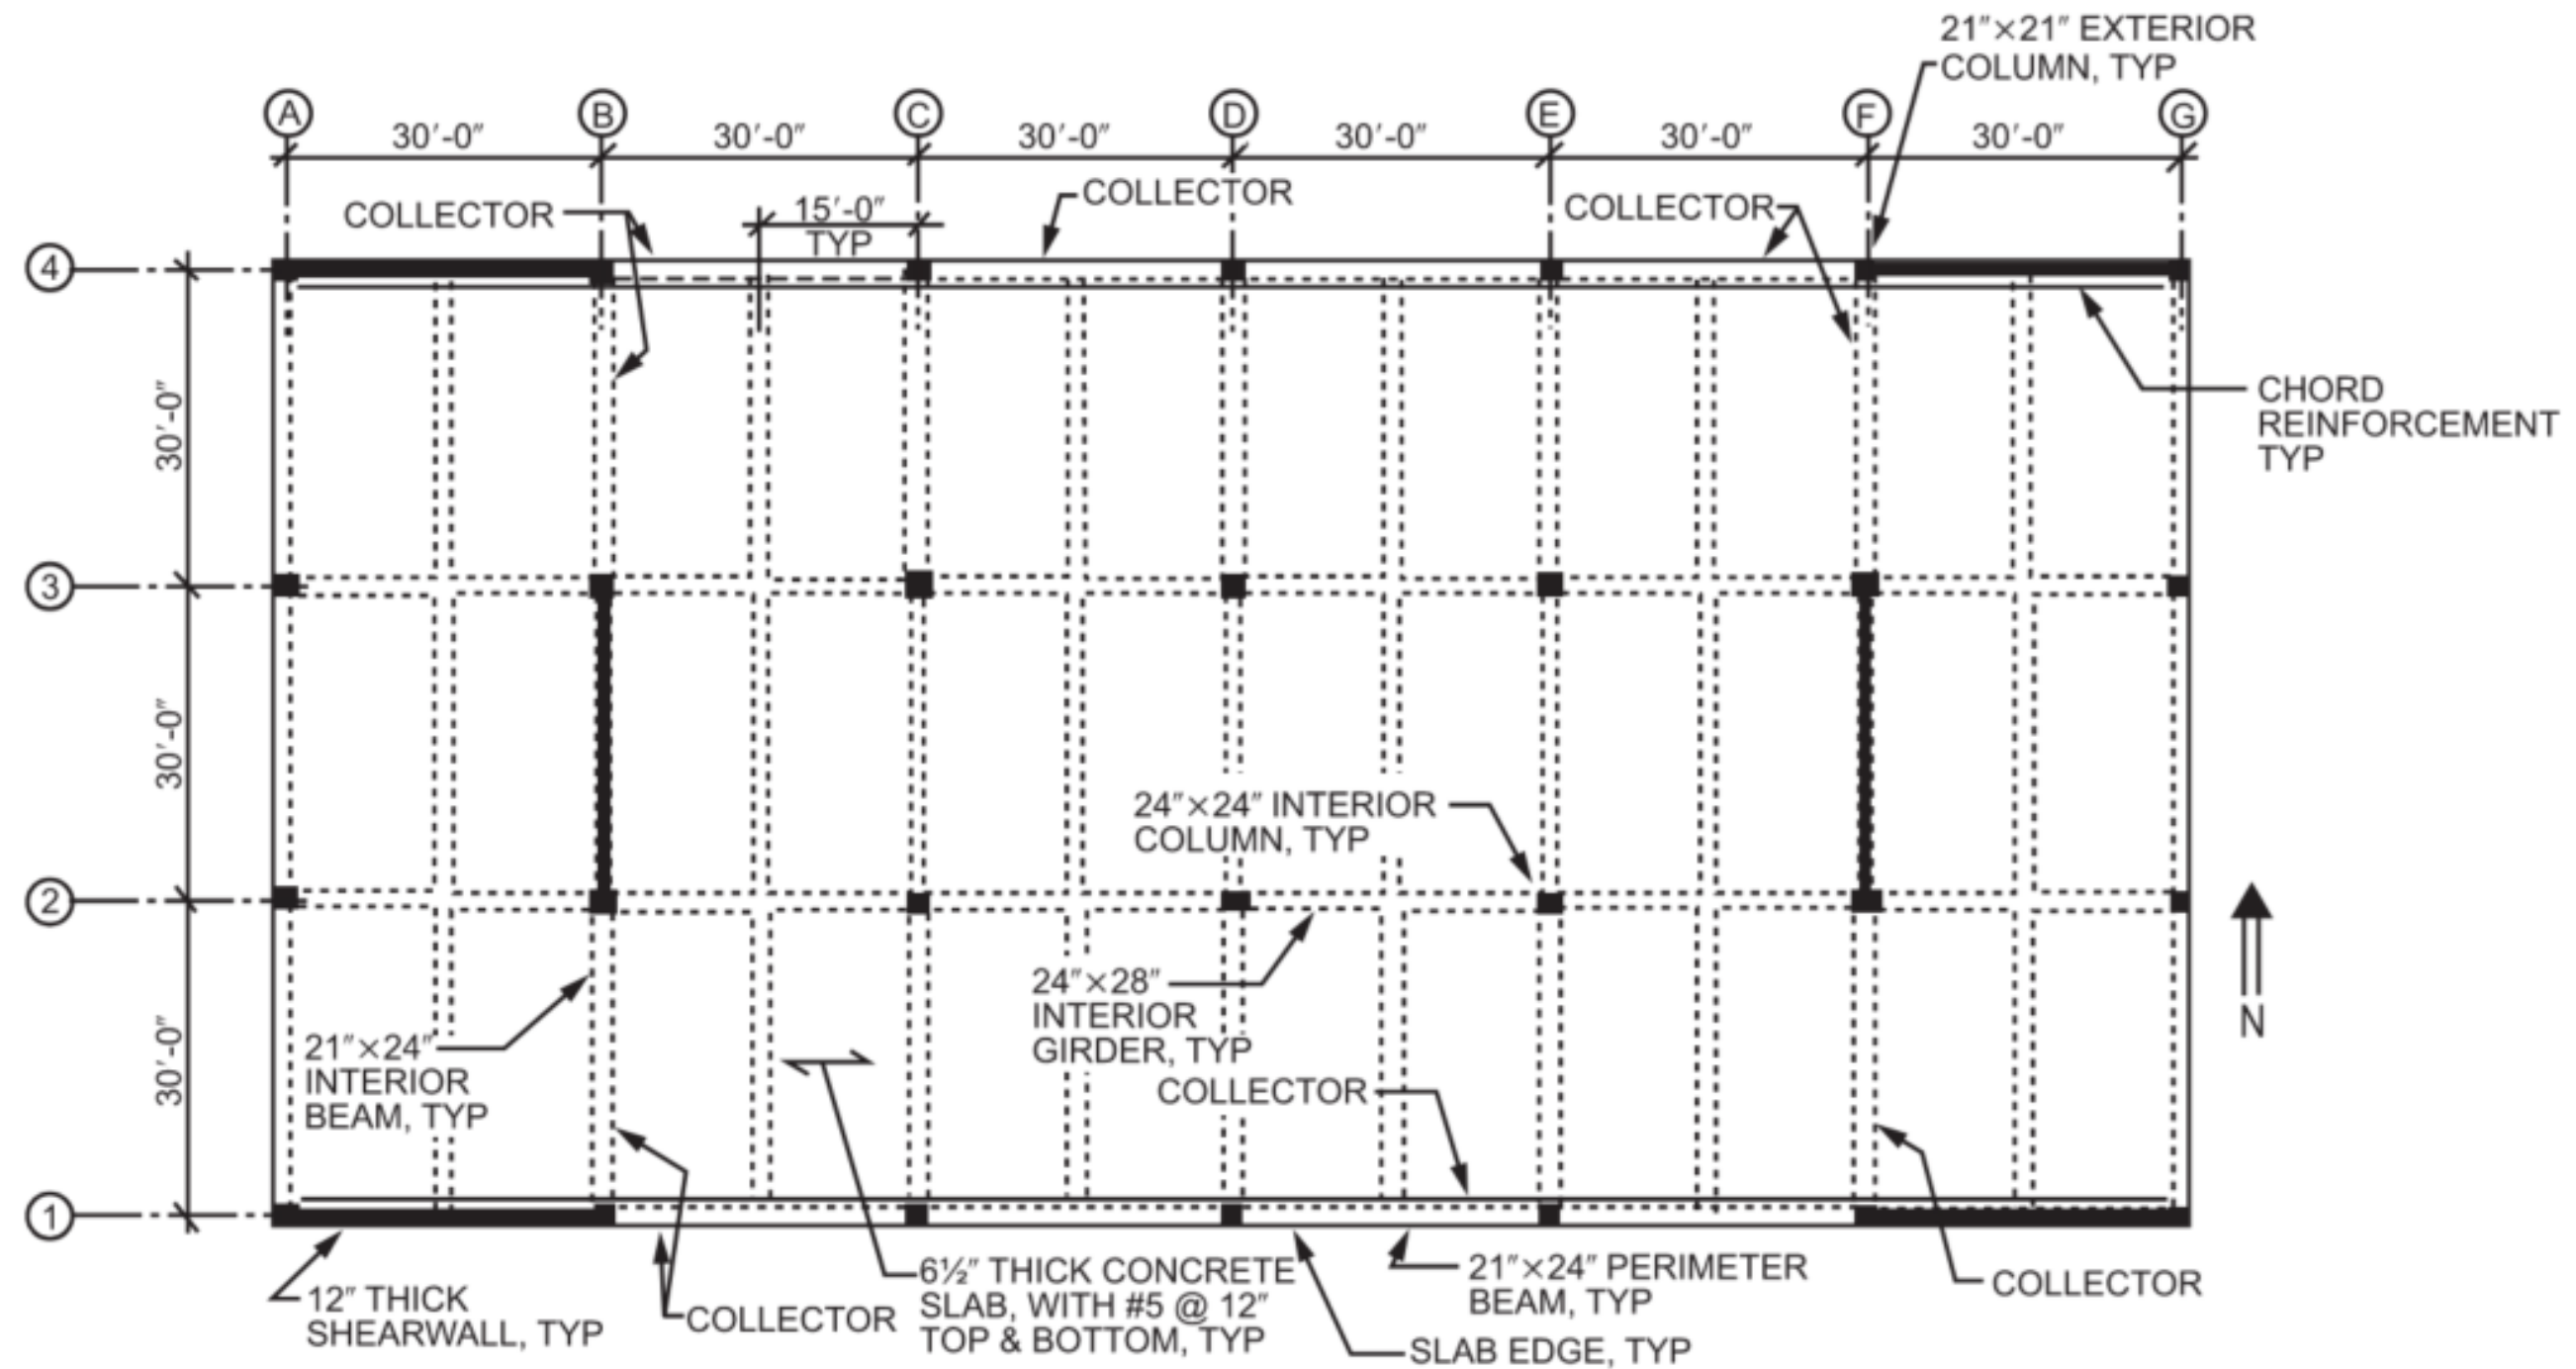 21″×21″ EXTERIOR
COLUMN, TYP
A
B
C
D
E
F
G
30′-0″
30′-0″
30′-0″
30′-0″
30′-0″
30′-0″
COLLECTOR
15′-0″
TYP
COLLECTOR
COLLECTOR
4
30′-0″
CHORD
REINFORCEMENT
TYP
3
30′-0″
24″×24″ INTERIOR
COLUMN, TYP
2
24″×28″
INTERIOR
GIRDER, TYP
21″×24″
INTERIOR
BEAM, TYP
N
30′-0″
COLLECTOR
1
12″ THICK
SHEARWALL, TYP
COLLECTOR
6½″ THICK CONCRETE
SLAB, WITH #5 @ 12″
TOP & BOTTOM, TYP
21″×24″ PERIMETER
BEAM, TYP
SLAB EDGE, TYP
COLLECTOR